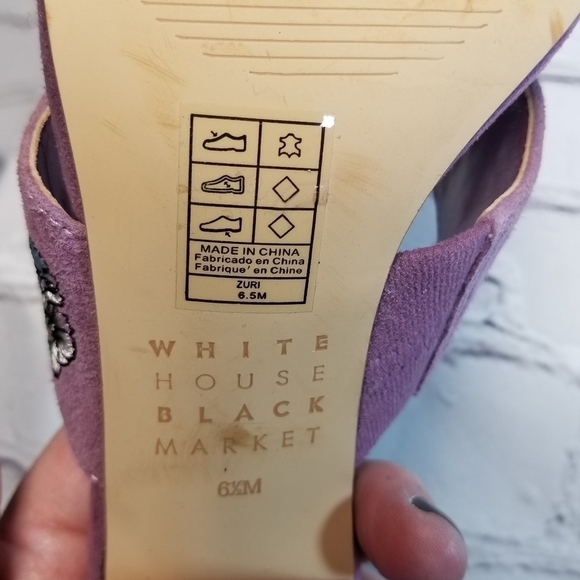 MADE IN CHINA
Fabricado en China
Fabrique' en Chine
ZURI
6.5M
WHITE
HOUSE
BLACK
MARKET
6½M